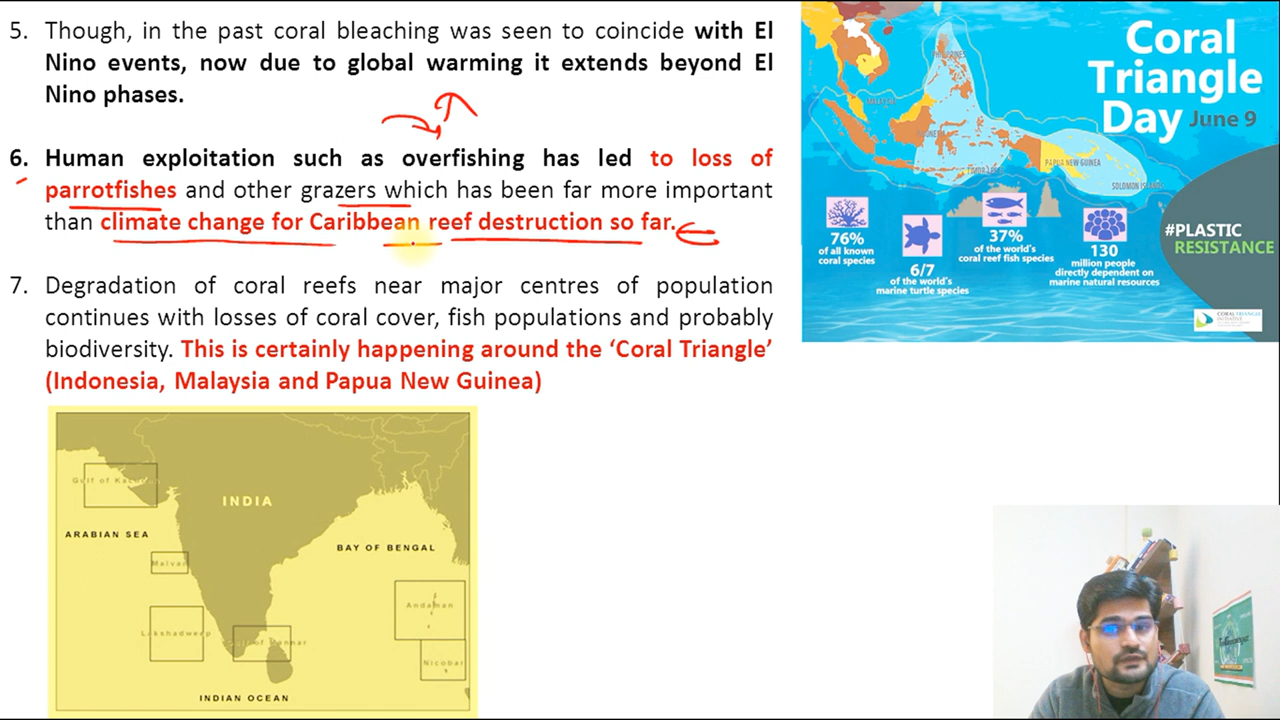 5. Though, in the past coral bleaching was seen to coincide with El
Nino events, now due to global warming it extends beyond El
Nino phases.
6. Human exploitation such as overfishing has led to loss of
parrotfishes and other grazers which has been far more important
than climate change for Caribbean reef destruction so far.
7. Degradation of coral reefs near major centres of population
continues with losses of coral cover, fish populations and probably
biodiversity. This is certainly happening around the ‘Coral Triangle’
(Indonesia, Malaysia and Papua New Guinea)
Coral
Triangle
Day June 9
PAPUA NEW GUINEA
SOLOMON ISLANDS
76%
of all known
coral species
6/7
of the world's
marine turtle species
37%
of the world's
coral reef fish species
130
million people
directly dependent on
marine natural resources
#PLASTIC
RESISTANCE
CORAL TRIANGLE
INDIA
ARABIAN SEA
BAY OF BENGAL
Malvan
Andaman
Lakshadweep
Nicobar
INDIAN OCEAN